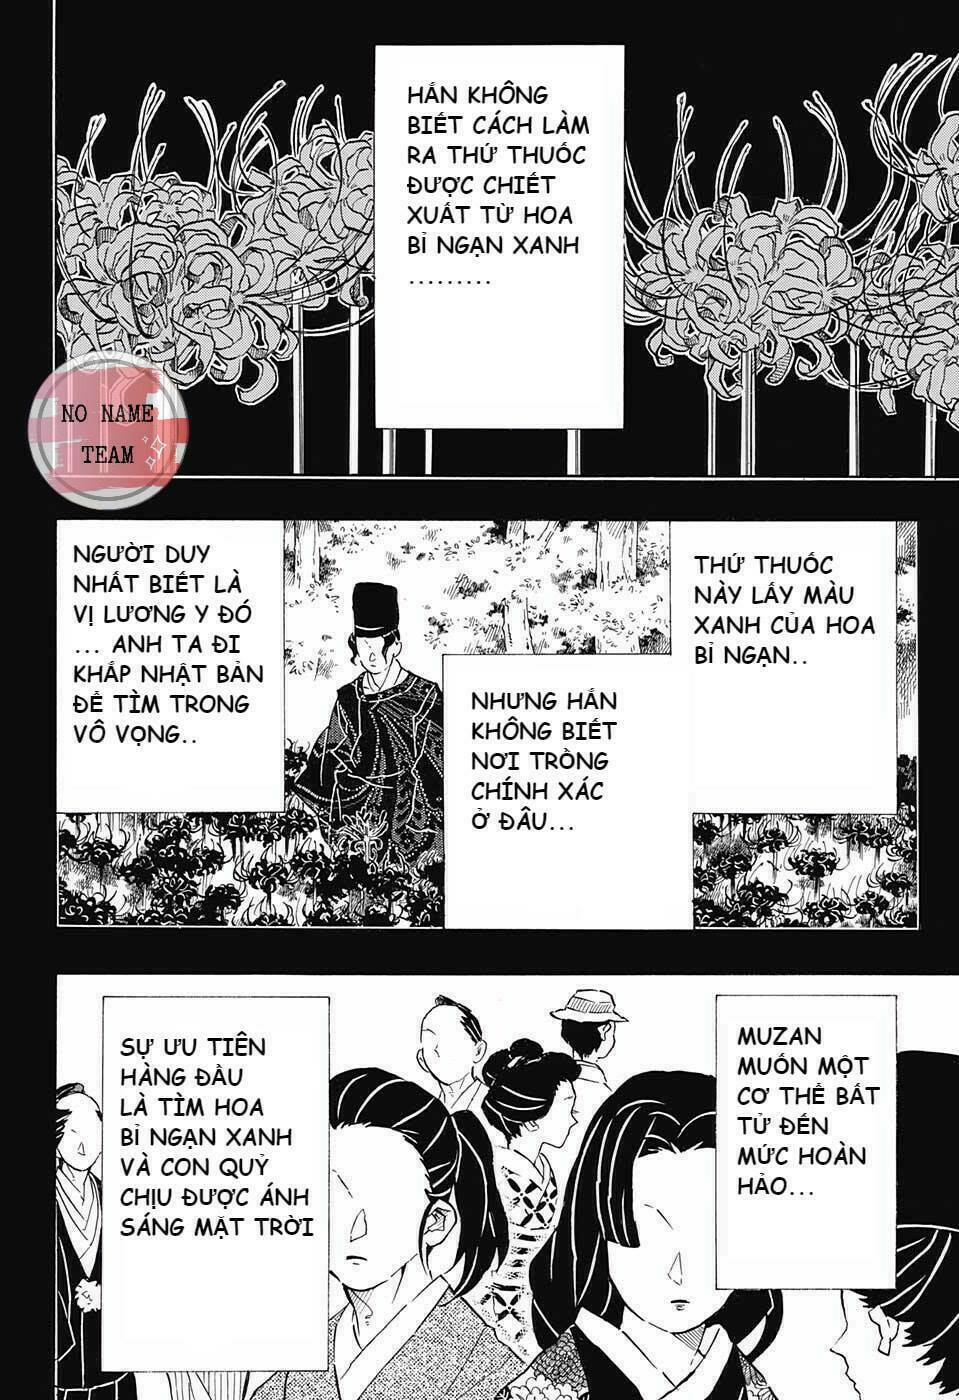 HẮN KHÔNG
BIẾT CÁCH LÀM
RA THỨ THUỐC
ĐƯỢC CHIẾT
XUẤT TỪ HOA
BỈ NGẠN XANH
.........
NO NAME
TEAM
THỨ THUỐC
NÀY LẤY MÀU
XANH CỦA HOA
BỈ NGẠN..
NHƯNG HẮN
KHÔNG BIẾT
NƠI TRỒNG
CHÍNH XÁC
Ở ĐÂU...
NGƯỜI DUY
NHẤT BIẾT LÀ
VỊ LƯƠNG Y ĐÓ
... ANH TA ĐI
KHẮP NHẬT BẢN
ĐỂ TÌM TRONG
VÔ VỌNG..
MUZAN
MUỐN MỘT
CƠ THỂ BẤT
TỬ ĐẾN
MỨC HOÀN
HẢO...
SỰ ƯU TIÊN
HÀNG ĐẦU
LÀ TÌM HOA
BỈ NGẠN XANH
VÀ CON QUỶ
CHỊU ĐƯỢC ÁNH
SÁNG MẶT TRỜI